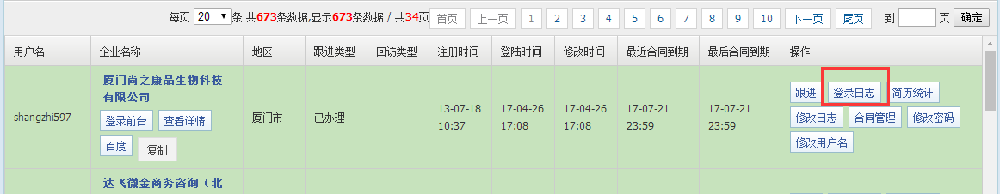 每页 20 条 共673条数据,显示673条数据 / 共34页 首页 上一页 1 2 3 4 5 6 7 8 9 10 下一页 尾页 到 页 确定
用户名 企业名称 地区 跟进类型 回访类型 注册时间 登陆时间 修改时间 最近合同到期 最后合同到期 操作
厦门尚之康品生物科技
有限公司
登录前台 查看详情
百度 复制
shangzhi597
厦门市
已办理
13-07-18
10:37
17-04-26
17:08
17-04-26
17:08
17-07-21
23:59
17-07-21
23:59
跟进 登录日志 简历统计
修改日志 合同管理 修改密码
修改用户名
达飞微金商务咨询（北